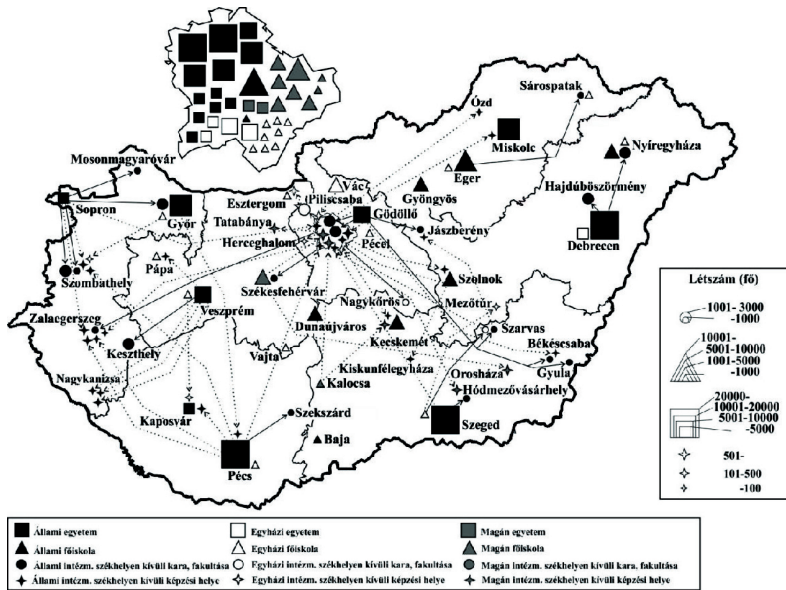 Ózd
Sárospatak
Miskolc
Mosonmagyaróvár
Eger
Nyíregyháza
Vác
Esztergom
(Piliscsaba
Gyöngyös
Hajdúböszörmény
Sopron
Gödöllő
Győr
Tatabánya
Jászberény
Herceghalom
Pécel
Debrecen
Pápa
Szombathely
Székesfehérvár
Szolnok
Veszprém
Nagykőrös
Mezőtúr
Zalaegerszeg
Dunaújváros
Szarvas
Keszthely
Kecskemét
Békéscsaba
Vajta
Kiskunfélegyháza
Orosháza
Gyula
Nagykanizsa
Kalocsa
Hódmezővásárhely
Kaposvár
Szekszárd
Szeged
Baja
Pécs
Létszám (fő)
1001- 3000
-1000
10001-
5001-10000
1001-5000
-1000
20000-
10001-20000
5001-10000
-5000
501-
101-500
-100
Állami egyetem
Egyházi egyetem
Magán egyetem
Állami főiskola
Egyházi főiskola
Magán főiskola
Állami intézm. székhelyen kívüli kara, fakultása
Egyházi intézm. székhelyen kívüli kara, fakultása
Magán intézm. székhelyen kívüli kara, fakultása
Állami intézm. székhelyen kívüli képzési helye
Egyházi intézm. székhelyen kívüli képzési helye
Magán intézm. székhelyen kívüli képzési helye